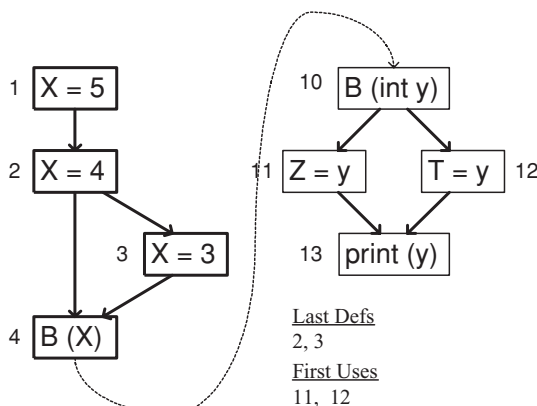 1 X = 5
2 X = 4
3 X = 3
4 B (X)
10 B (int y)
11 Z = y
T = y 12
13 print (y)
Last Defs
2, 3
First Uses
11, 12